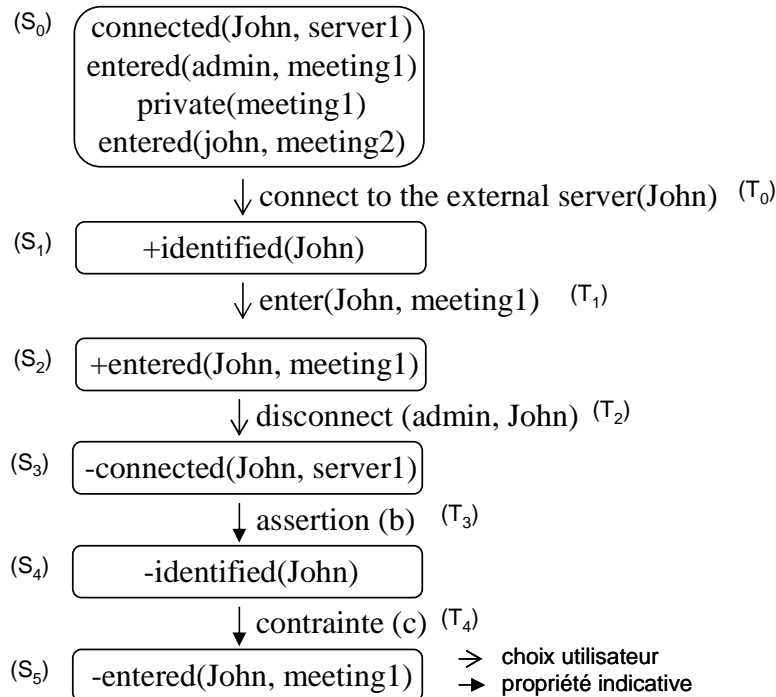 (S0) connected(John, server1)
entered(admin, meeting1)
private(meeting1)
entered(john, meeting2)
connect to the external server(John) (T0)
(S1) +identified(John)
enter(John, meeting1) (T1)
(S2) +entered(John, meeting1)
disconnect (admin, John) (T2)
(S3) -connected(John, server1)
assertion (b) (T3)
(S4) -identified(John)
contrainte (c) (T4)
(S5) -entered(John, meeting1)
choix utilisateur
propriété indicative